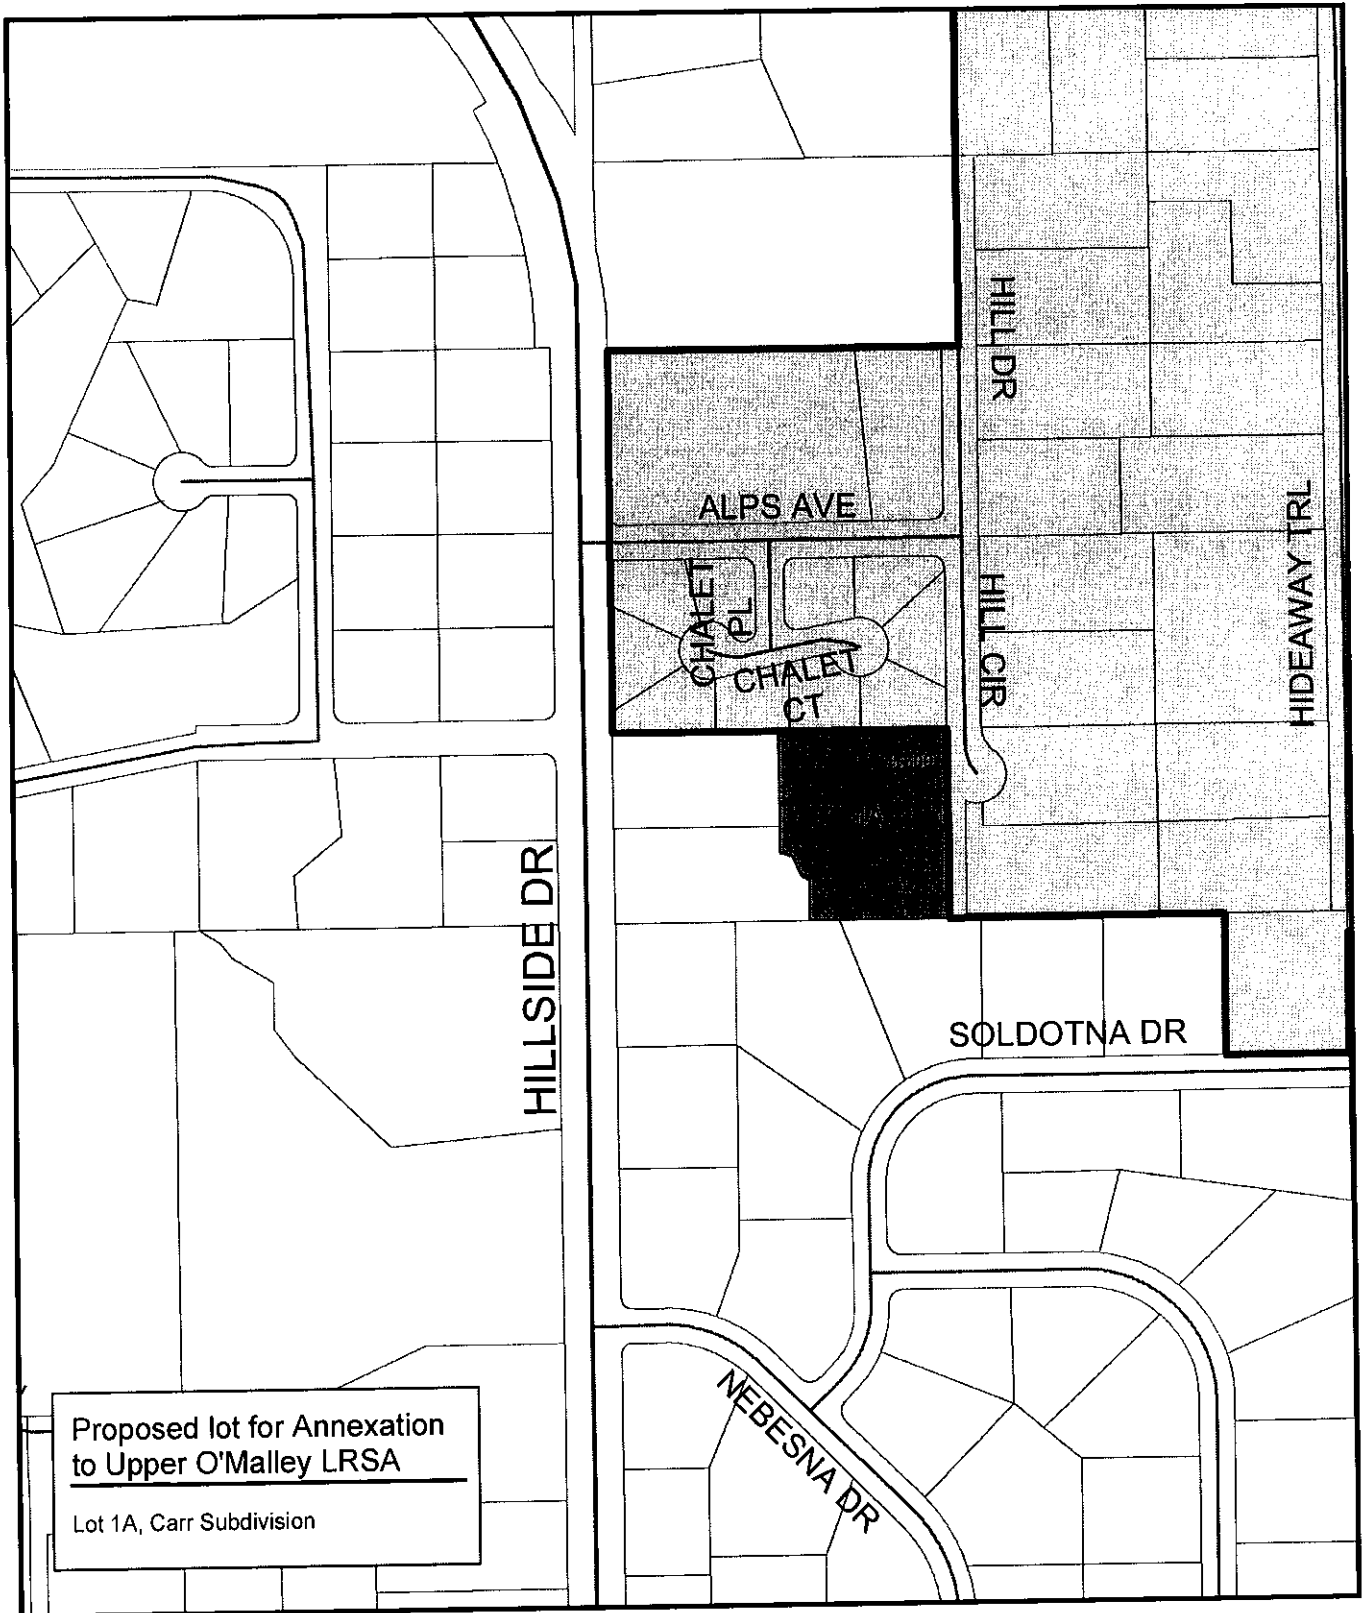 HILL DR
ALPS AVE
HIDEAWAY TRL
CHALET
PL
HILL CIR
CHALET
CT
HILLSIDE DR
SOLDOTNA DR
NEBESNA DR
Proposed lot for Annexation
to Upper O'Malley LRSA
Lot 1A, Carr Subdivision